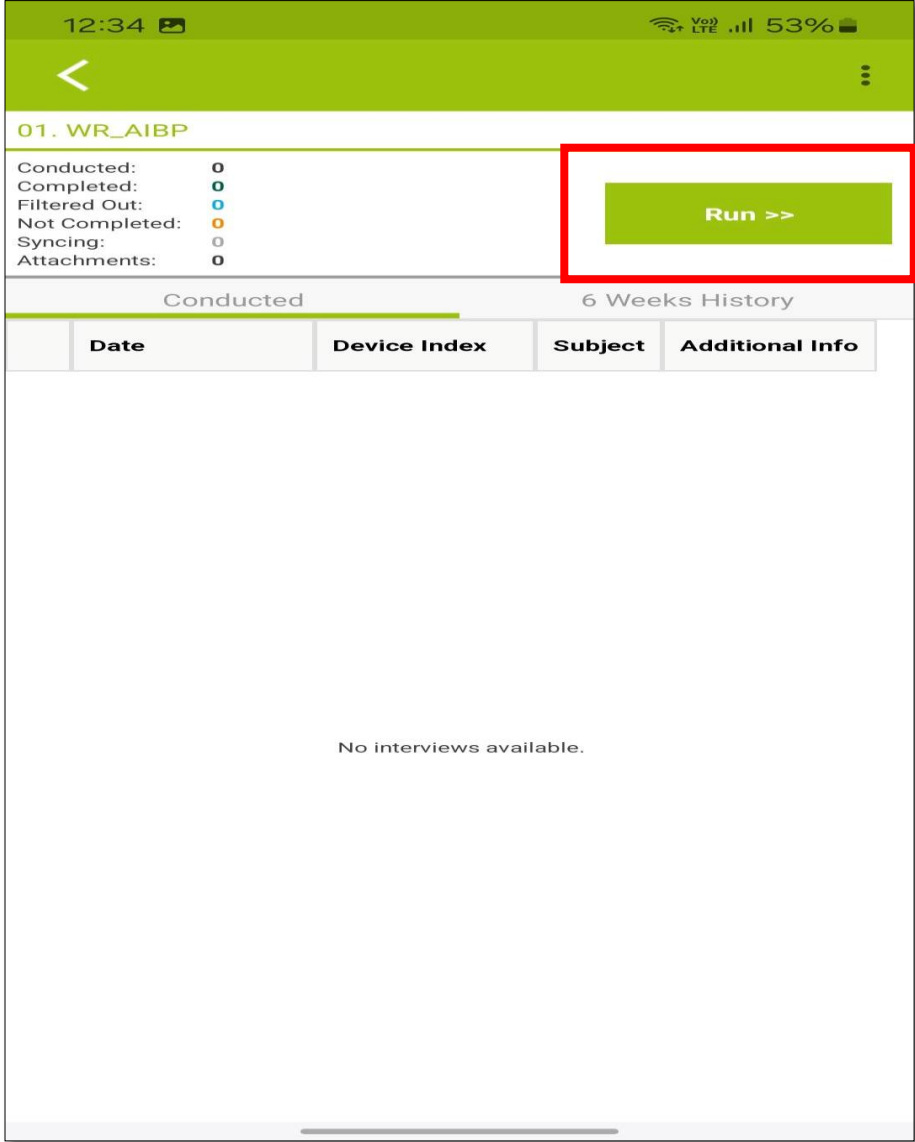 12:34 Vo)) LTE 53%
01. WR_AIBP
Conducted: 0
Completed: 0
Filtered Out: 0
Not Completed: 0
Syncing: 0
Attachments: 0
Run >>
Conducted 6 Weeks History
Date Device Index Subject Additional Info
No interviews available.